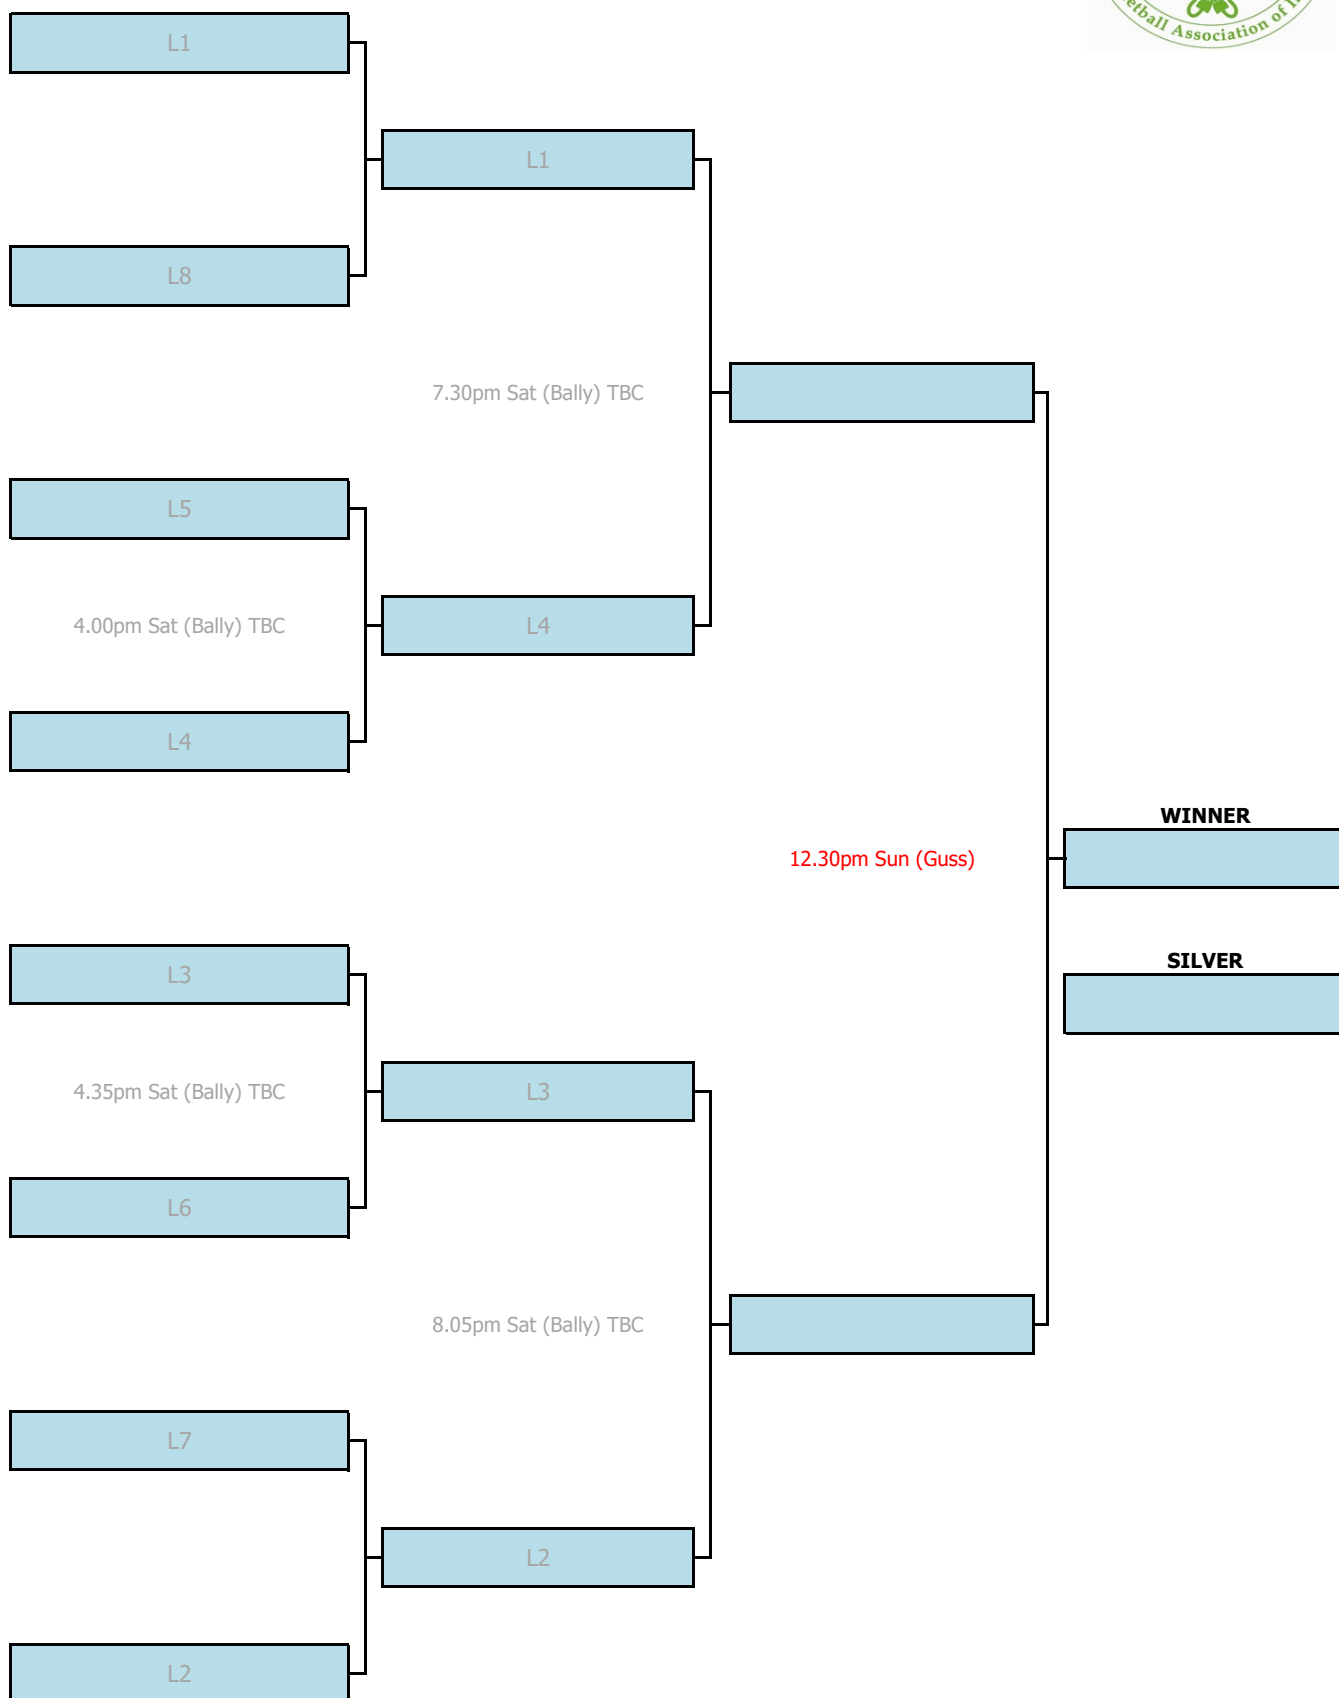 Association of
L1
L1
L8
7.30pm Sat (Bally) TBC
L5
4.00pm Sat (Bally) TBC
L4
L4
WINNER
12.30pm Sun (Guss)
SILVER
L3
4.35pm Sat (Bally) TBC
L3
L6
8.05pm Sat (Bally) TBC
L7
L2
L2